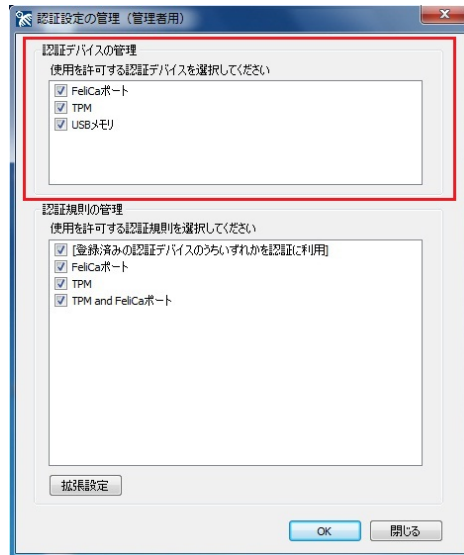 認証設定の管理（管理者用）
認証デバイスの管理
使用を許可する認証デバイスを選択してください
FeliCaポート
TPM
USBメモリ
認証規則の管理
使用を許可する認証規則を選択してください
[登録済みの認証デバイスのうちいずれかを認証に利用]
FeliCaポート
TPM
TPM and FeliCaポート
拡張設定
OK
閉じる